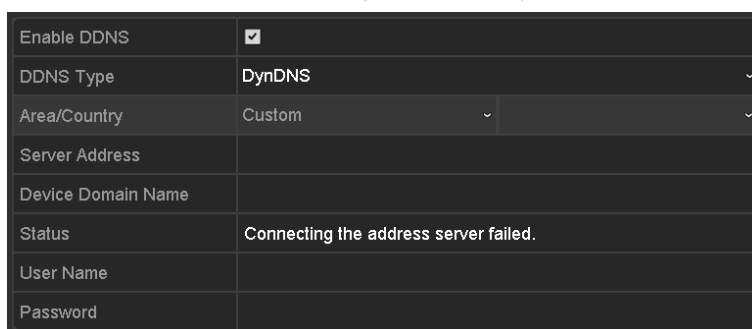 Enable DDNS
DDNS Type DynDNS
Area/Country Custom
Server Address
Device Domain Name
Status Connecting the address server failed.
User Name
Password